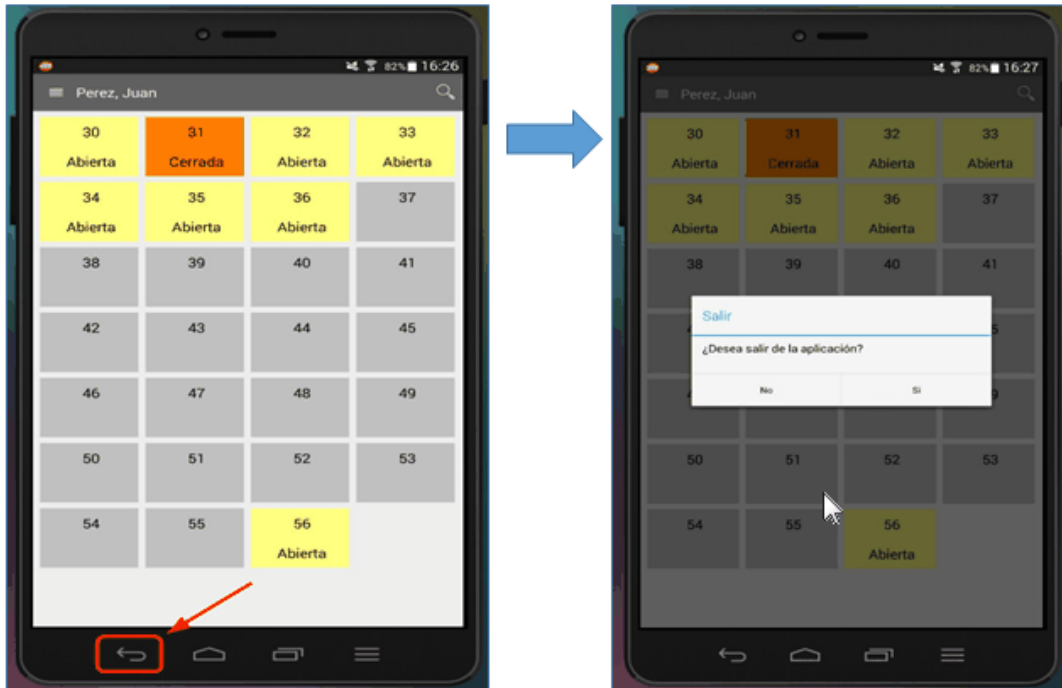 82% 16:26
Perez, Juan
30 31 32 33
Abierta Cerrada Abierta Abierta
34 35 36 37
Abierta Abierta Abierta
38 39 40 41
42 43 44 45
46 47 48 49
50 51 52 53
54 55 56
Abierta
82% 16:27
Perez, Juan
30 31 32 33
Abierta Cerrada Abierta Abierta
34 35 36 37
Abierta Abierta Abierta
38 39 40 41
Salir
¿Desea salir de la aplicación?
No Si
50 51 52 53
54 55 56
Abierta